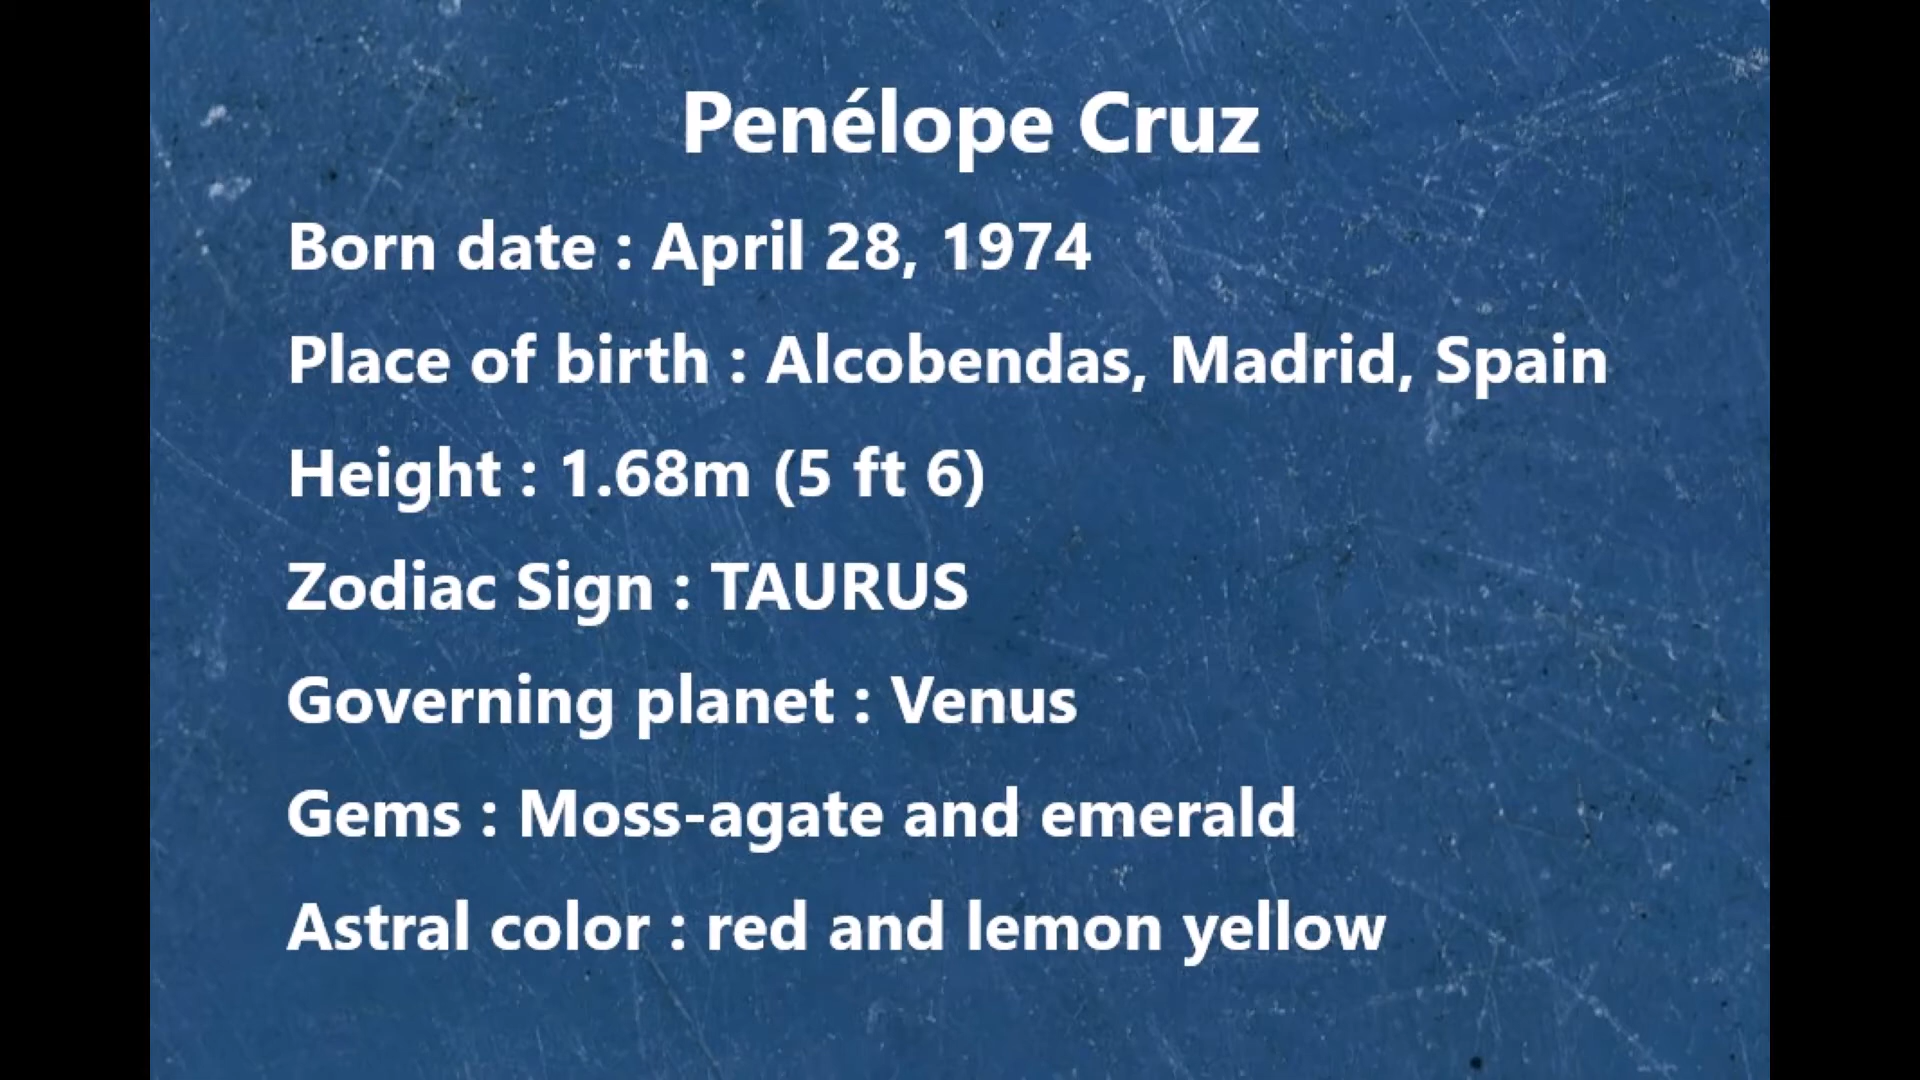 Penélope Cruz
Born date : April 28, 1974
Place of birth : Alcobendas, Madrid, Spain
Height : 1.68m (5 ft 6)
Zodiac Sign : TAURUS
Governing planet : Venus
Gems : Moss-agate and emerald
Astral color : red and lemon yellow